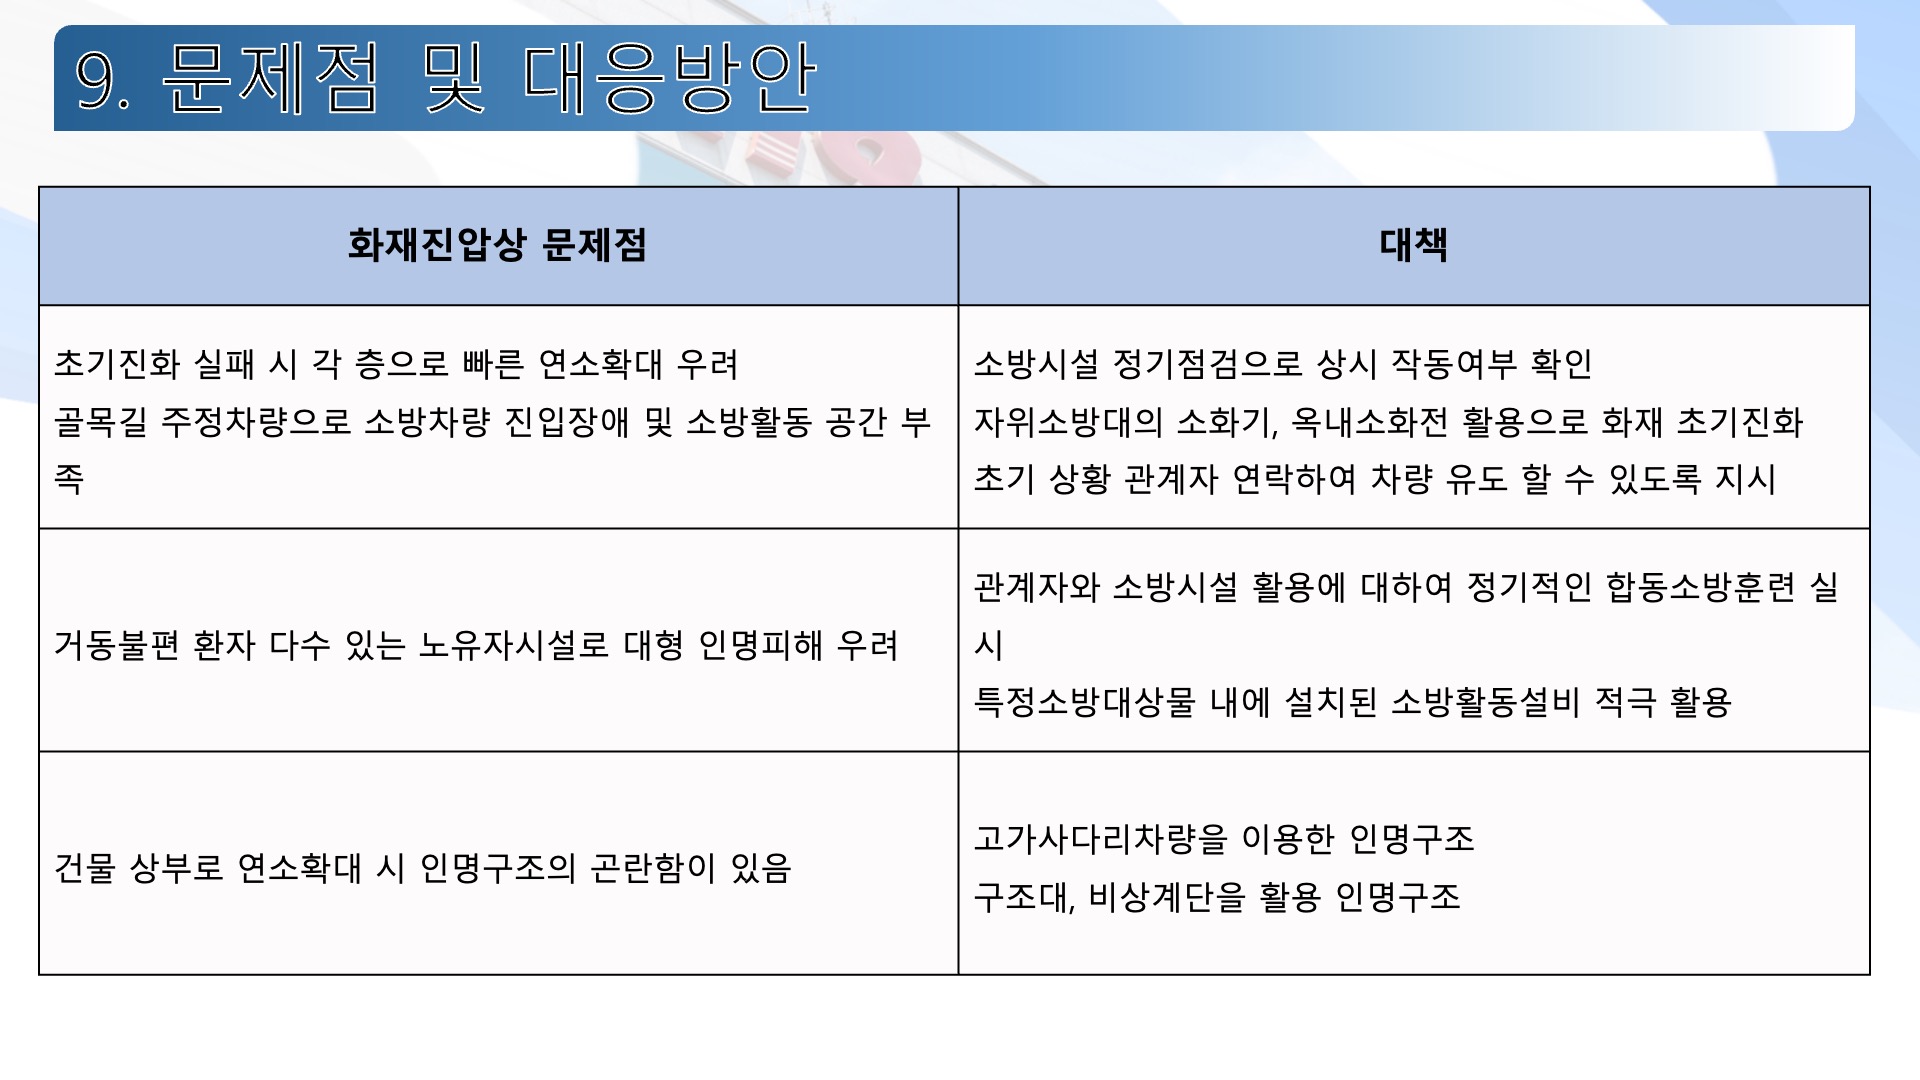 9. 문제점 및 대응방안
화재진압상 문제점
대책
초기진화 실패 시 각 층으로 빠른 연소확대 우려
골목길 주정차량으로 소방차량 진입장애 및 소방활동 공간 부
족
소방시설 정기점검으로 상시 작동여부 확인
자위소방대의 소화기, 옥내소화전 활용으로 화재 초기진화
초기 상황 관계자 연락하여 차량 유도 할 수 있도록 지시
거동불편 환자 다수 있는 노유자시설로 대형 인명피해 우려
관계자와 소방시설 활용에 대하여 정기적인 합동소방훈련 실
시
특정소방대상물 내에 설치된 소방활동설비 적극 활용
건물 상부로 연소확대 시 인명구조의 곤란함이 있음
고가사다리차량을 이용한 인명구조
구조대, 비상계단을 활용 인명구조